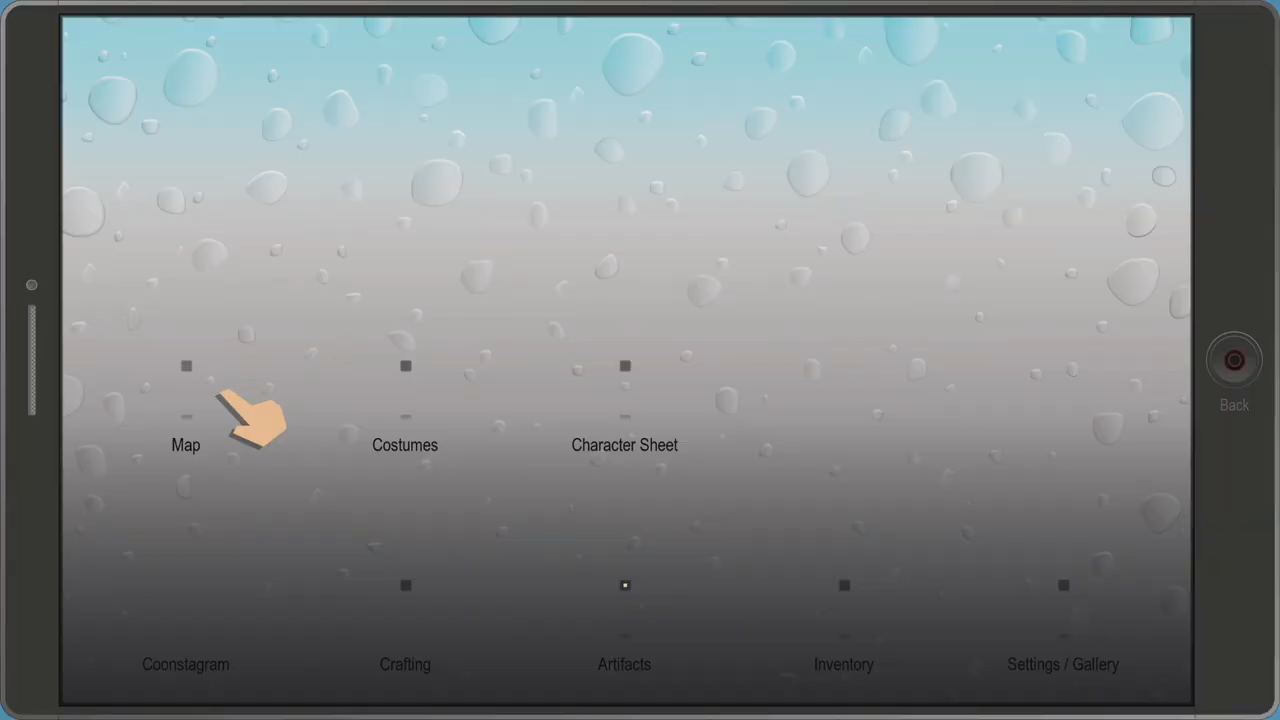 Map
Costumes
Character Sheet
Back
Coonstagram
Crafting
Artifacts
Inventory
Settings / Gallery